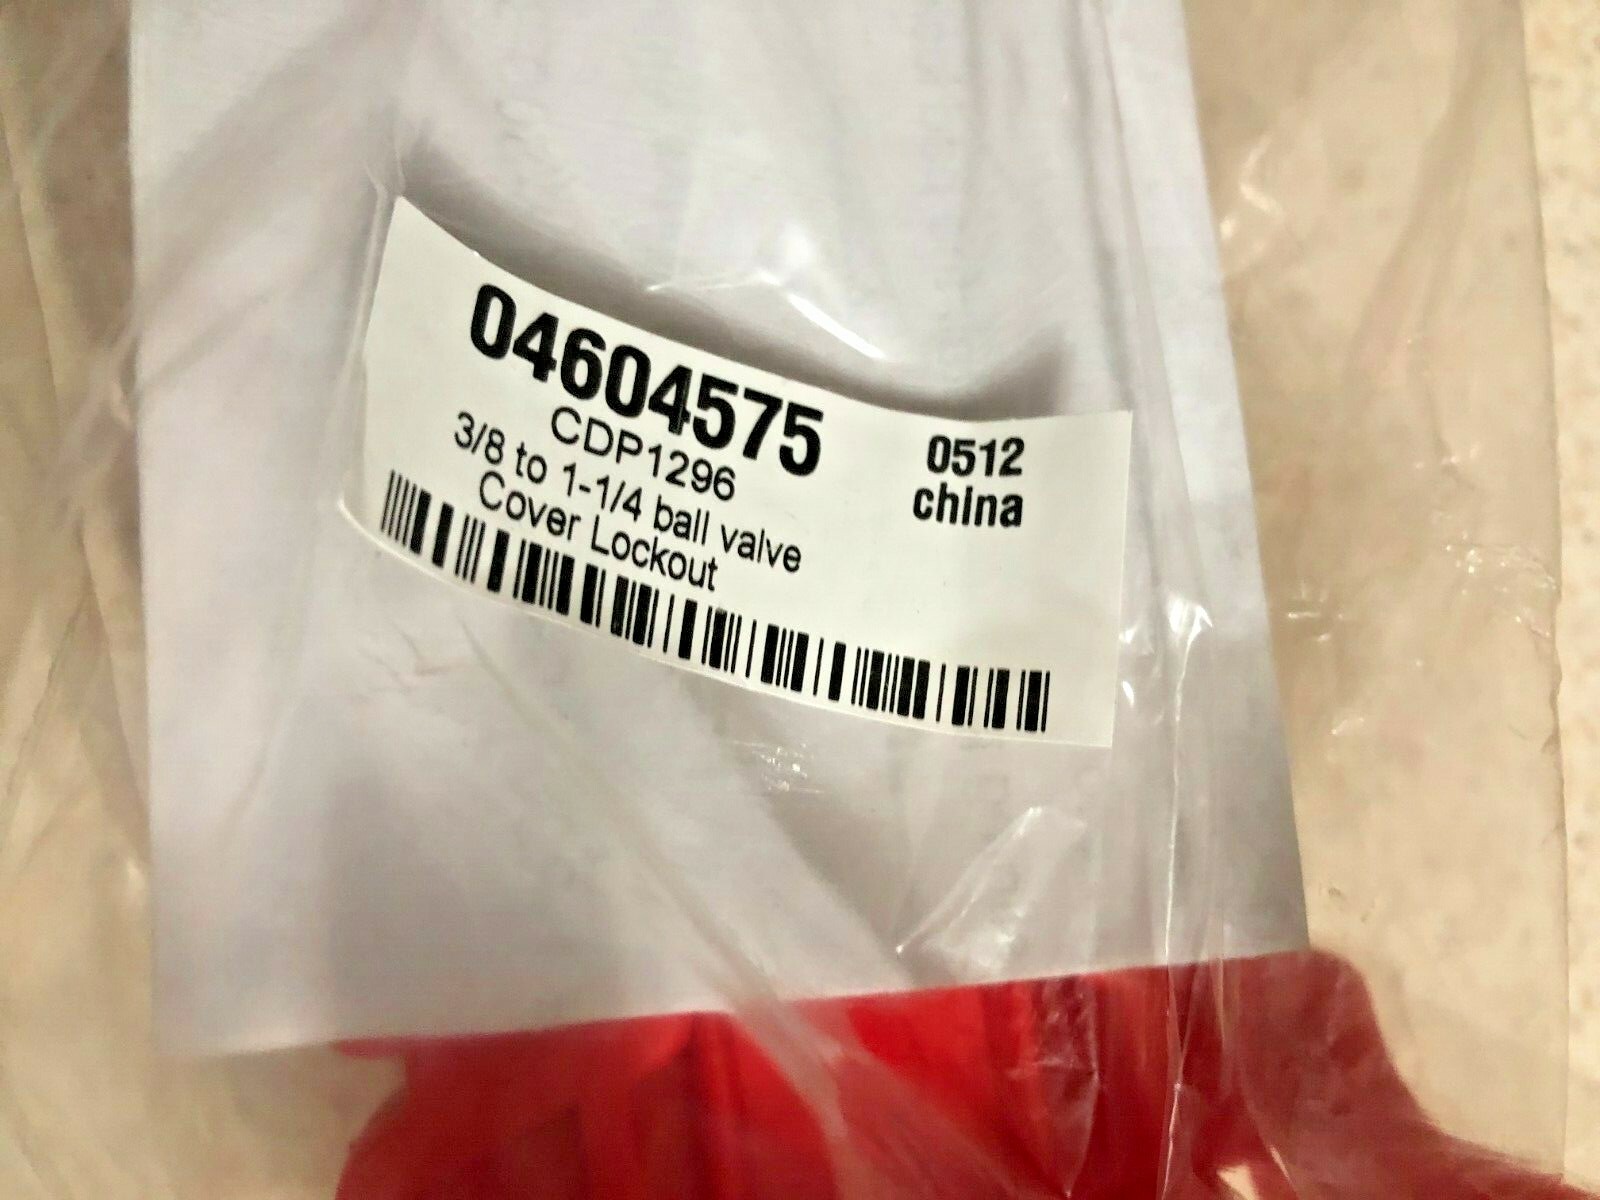 04604575
CDP1296
3/8 to 1-1/4 ball valve
Cover Lockout
0512
china